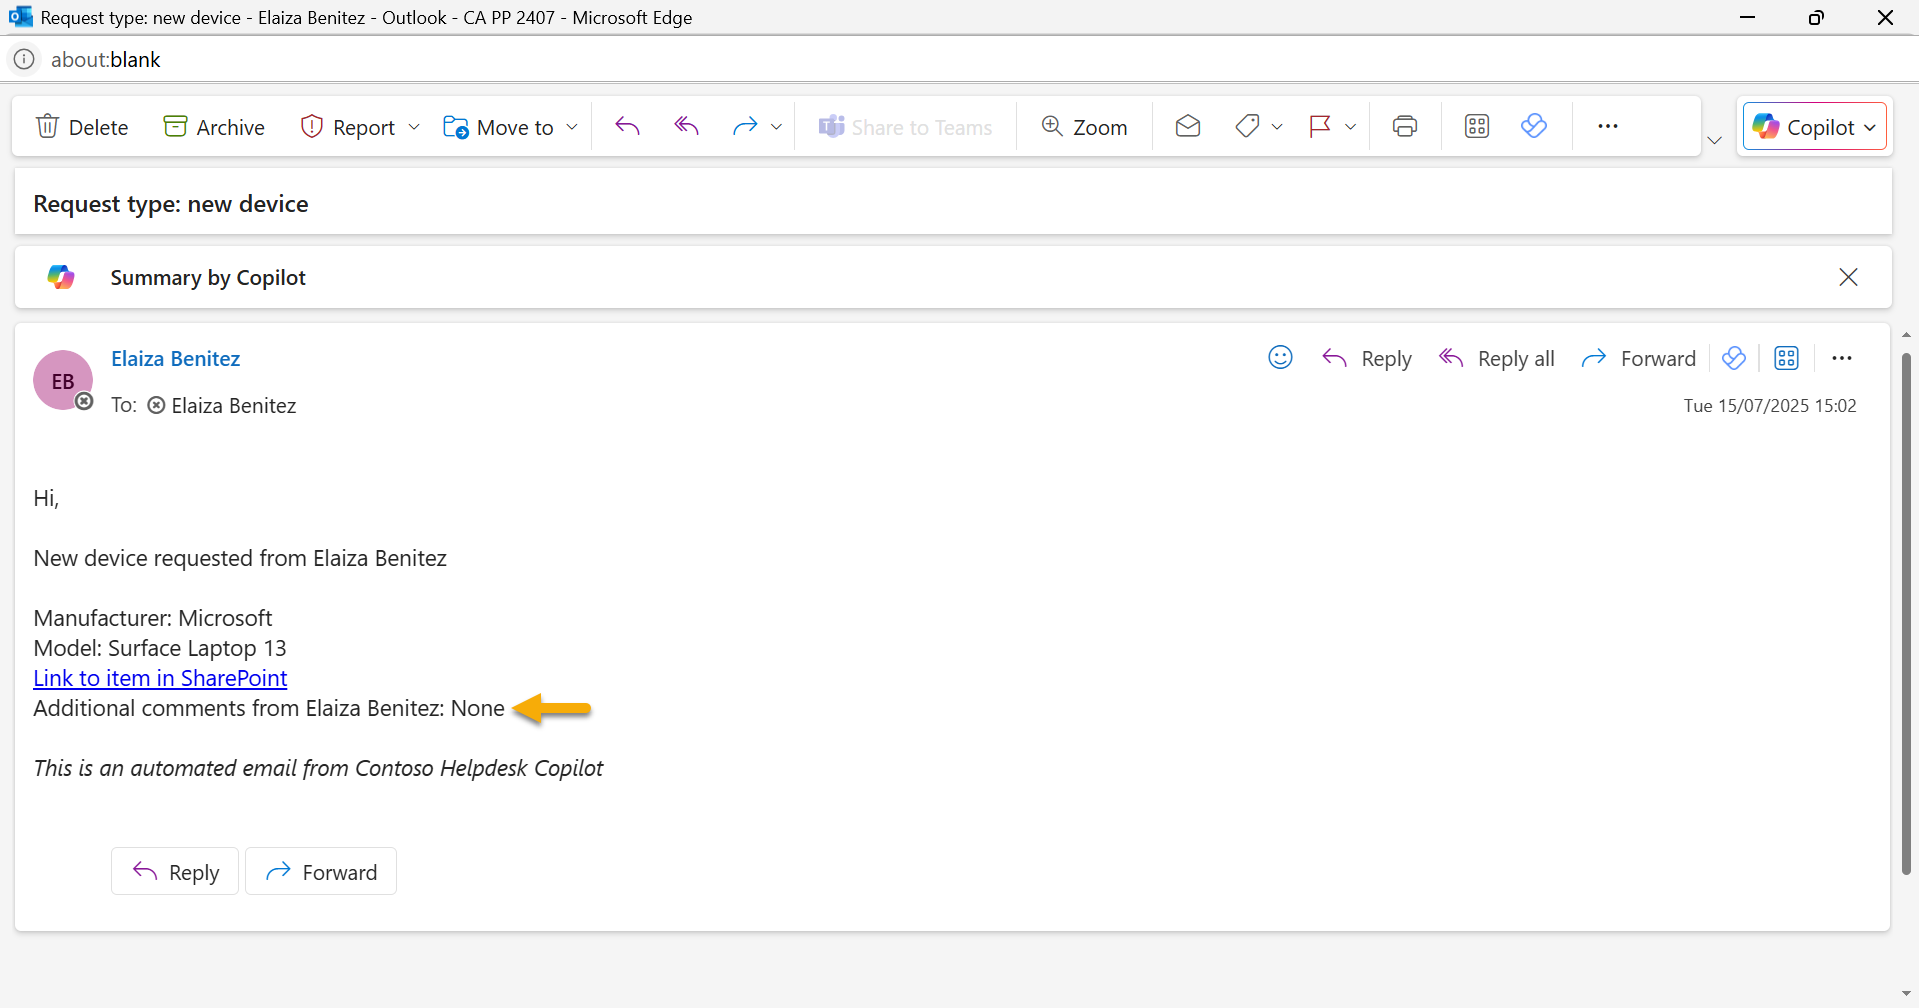 Request type: new device - Elaiza Benitez - Outlook - CA PP 2407 - Microsoft Edge
about:blank
Delete
Archive
Report
Move to
Share to Teams
Zoom
Copilot
Request type: new device
Summary by Copilot
EB
Elaiza Benitez
Reply
Reply all
Forward
To: Elaiza Benitez
Tue 15/07/2025 15:02
Hi,
New device requested from Elaiza Benitez
Manufacturer: Microsoft
Model: Surface Laptop 13
Link to item in SharePoint
Additional comments from Elaiza Benitez: None
This is an automated email from Contoso Helpdesk Copilot
Reply
Forward